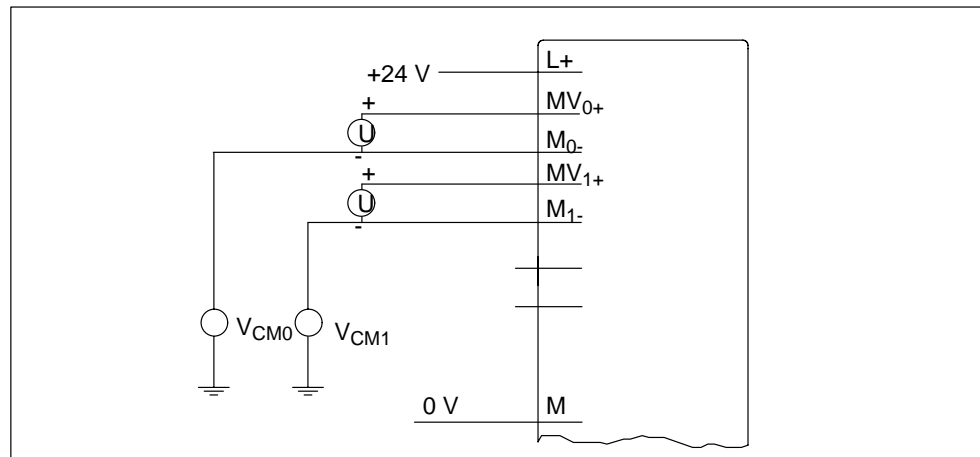 L+
+24 V
+
MV0+
U
M0-
-
+
MV1+
U
M1-
-
VCM0
VCM1
0 V
M